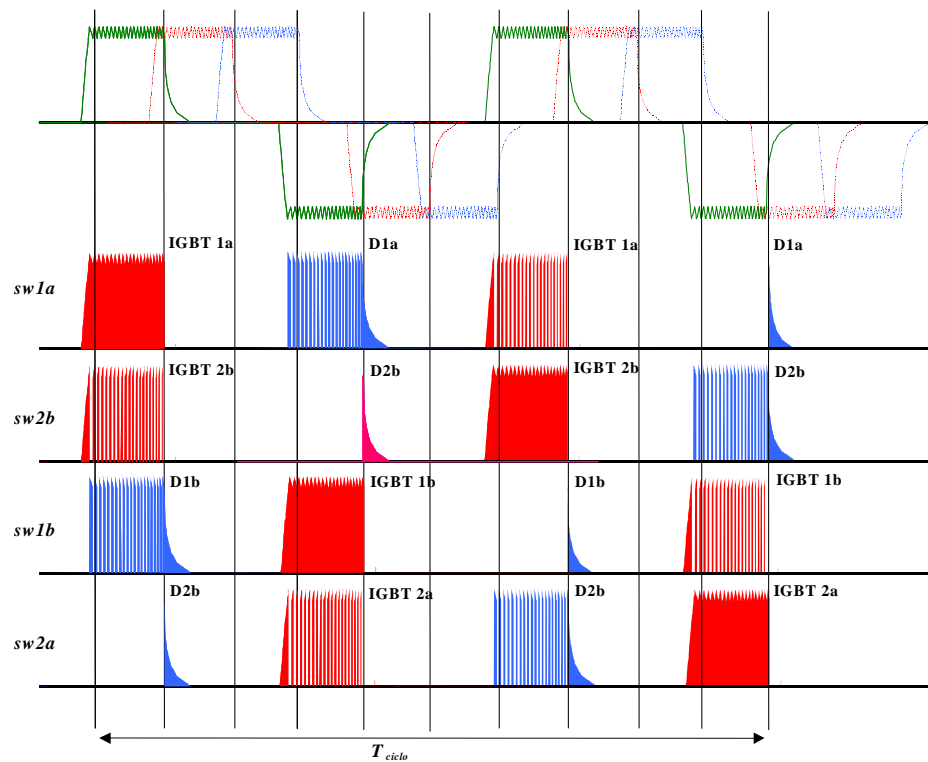 IGBT 1a D1a IGBT 1a D1a
sw1a
IGBT 2b D2b IGBT 2b D2b
sw2b
D1b IGBT 1b D1b IGBT 1b
sw1b
D2b IGBT 2a D2b IGBT 2a
sw2a
T ciclo